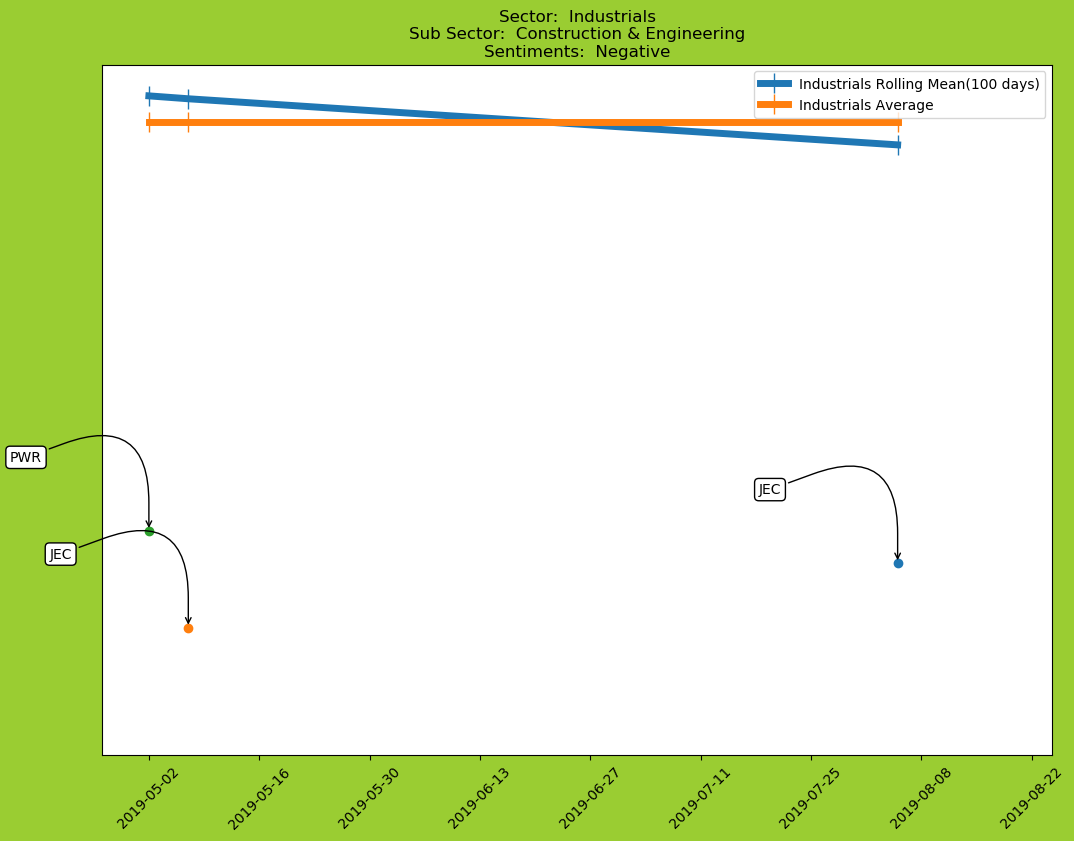 Sector:  Industrials
Sub Sector:  Construction & Engineering
Sentiments:  Negative
Industrials Rolling Mean(100 days)
Industrials Average
PWR
JEC
JEC
2019-05-02
2019-05-16
2019-05-30
2019-06-13
2019-06-27
2019-07-11
2019-07-25
2019-08-08
2019-08-22